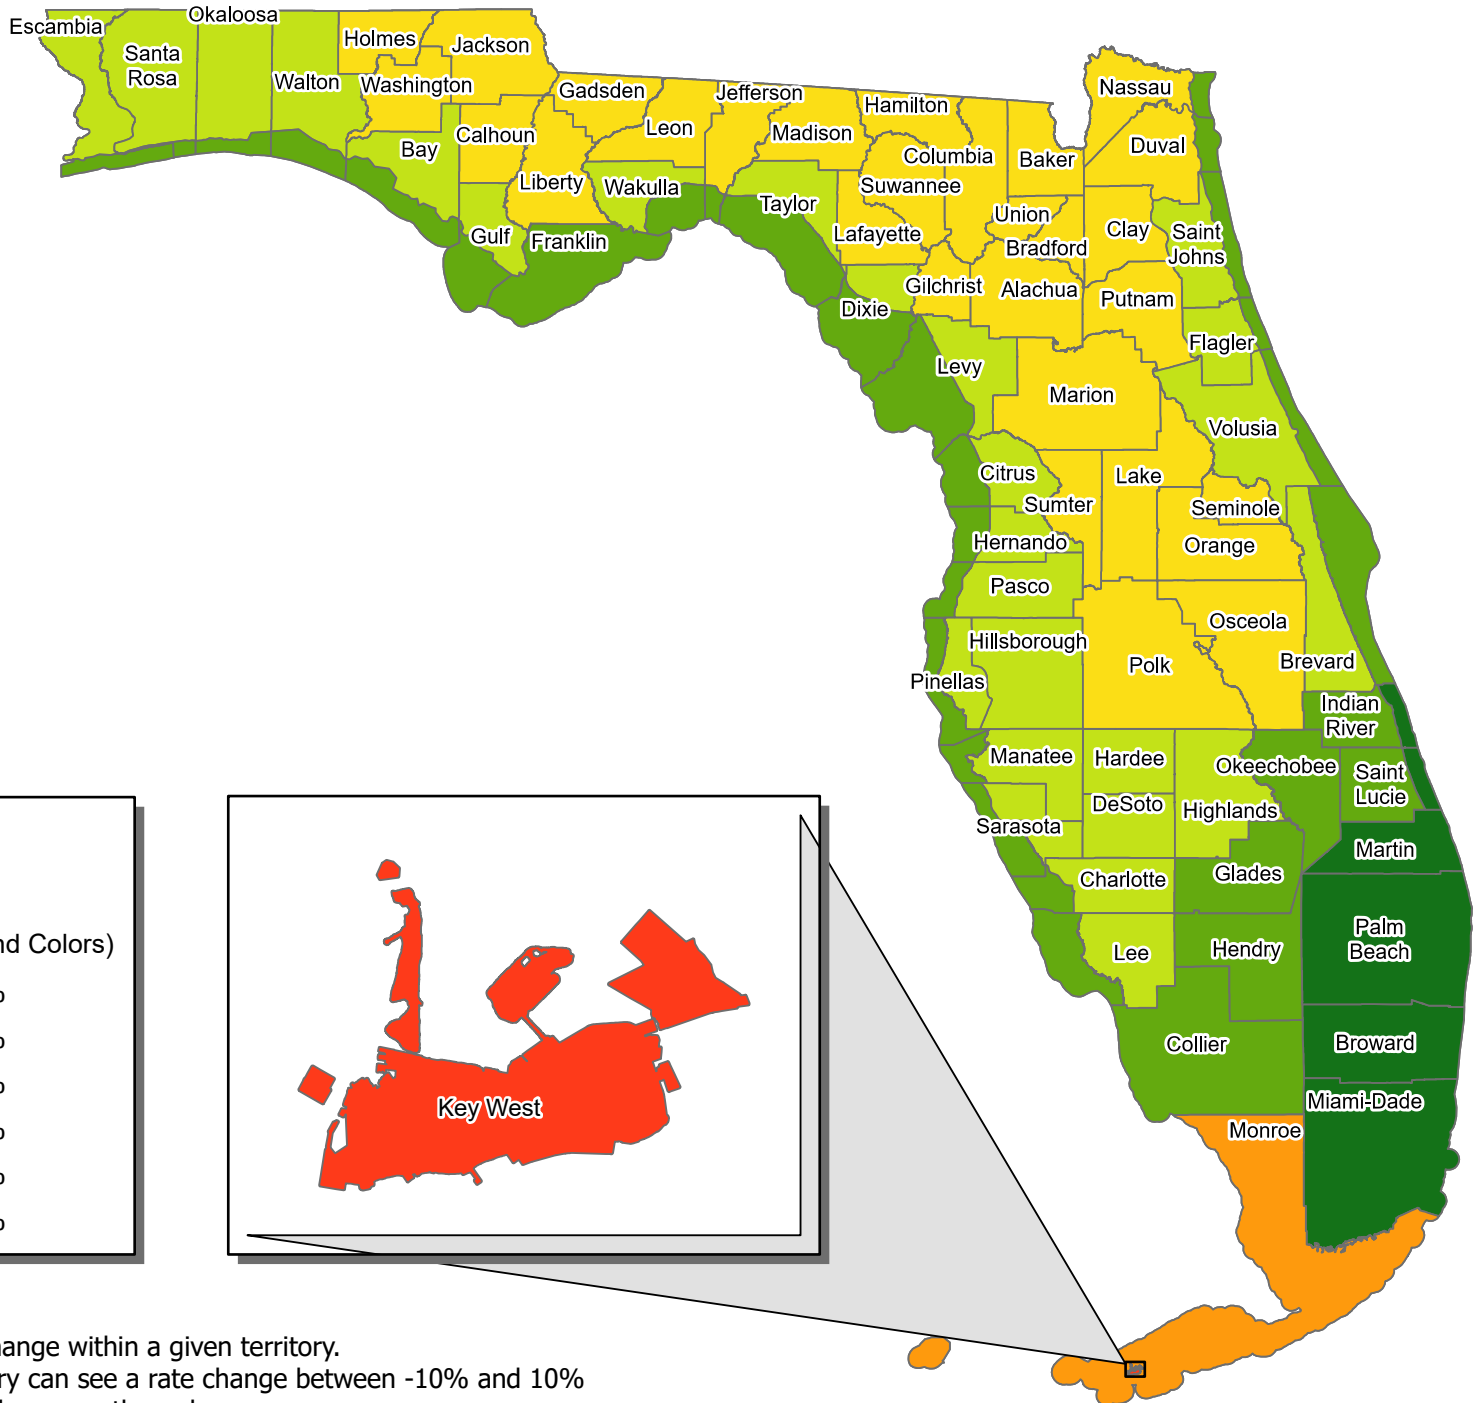 Escambia
Okaloosa
Santa
Rosa
Walton
Holmes
Jackson
Washington
Bay
Calhoun
Gulf
Liberty
Franklin
Gadsden
Leon
Wakulla
Jefferson
Madison
Taylor
Hamilton
Suwannee
Lafayette
Dixie
Columbia
Gilchrist
Baker
Union
Bradford
Alachua
Levy
Nassau
Duval
Clay
Saint
Johns
Putnam
Flagler
Marion
Volusia
Citrus
Sumter
Lake
Seminole
Orange
Hernando
Pasco
Hillsborough
Pinellas
Polk
Osceola
Brevard
Indian
River
Manatee
Hardee
Okeechobee
Saint
Lucie
DeSoto
Highlands
Sarasota
Martin
Charlotte
Glades
Palm
Beach
Lee
Hendry
Collier
Broward
Miami-Dade
Monroe
Key West
nd Colors)
%
%
%
%
%
%
ange within a given territory.
ry can see a rate change between -10% and 10%